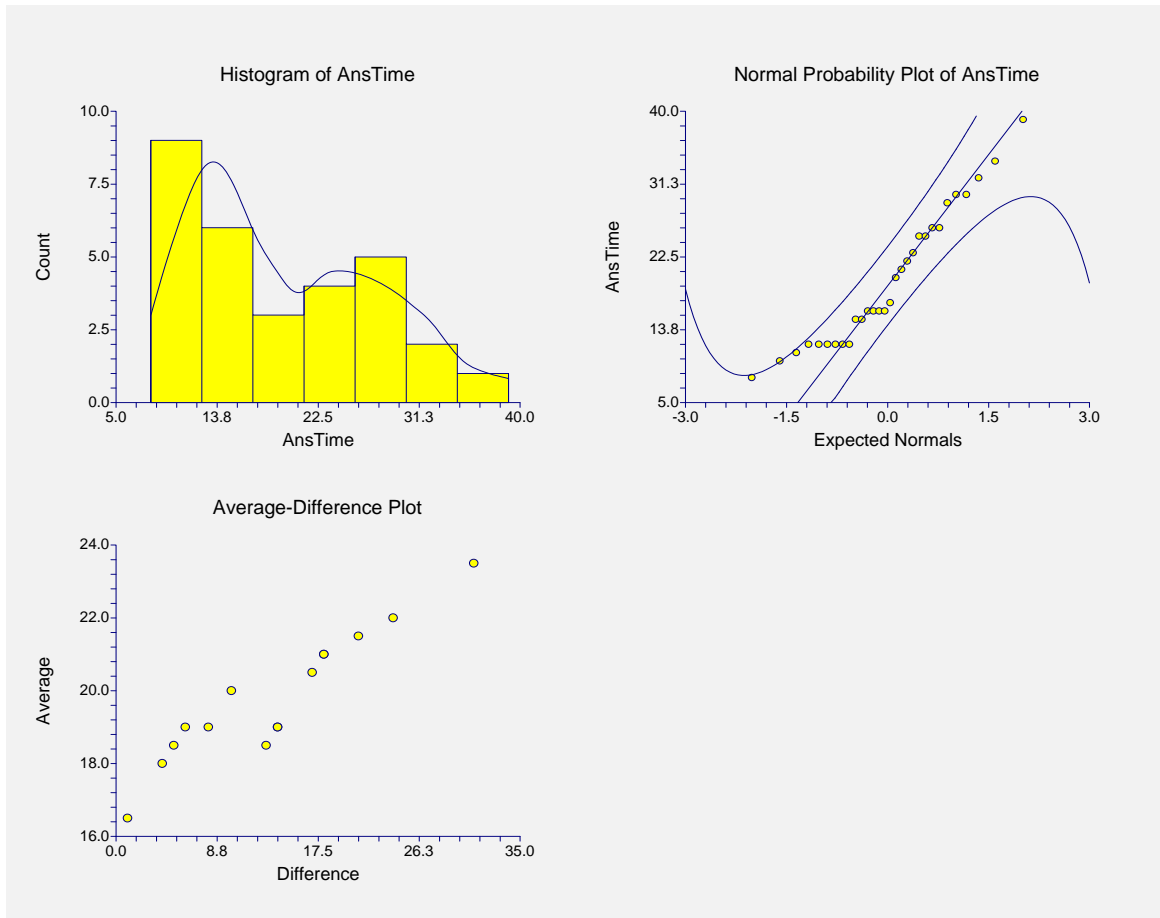 Histogram of AnsTime
10.0
7.5
5.0
2.5
0.0
Count
5.0 13.8 22.5 31.3 40.0
AnsTime
Normal Probability Plot of AnsTime
40.0
31.3
22.5
13.8
5.0
AnsTime
-3.0 -1.5 0.0 1.5 3.0
Expected Normals
Average-Difference Plot
24.0
22.0
20.0
18.0
16.0
Average
0.0 8.8 17.5 26.3 35.0
Difference